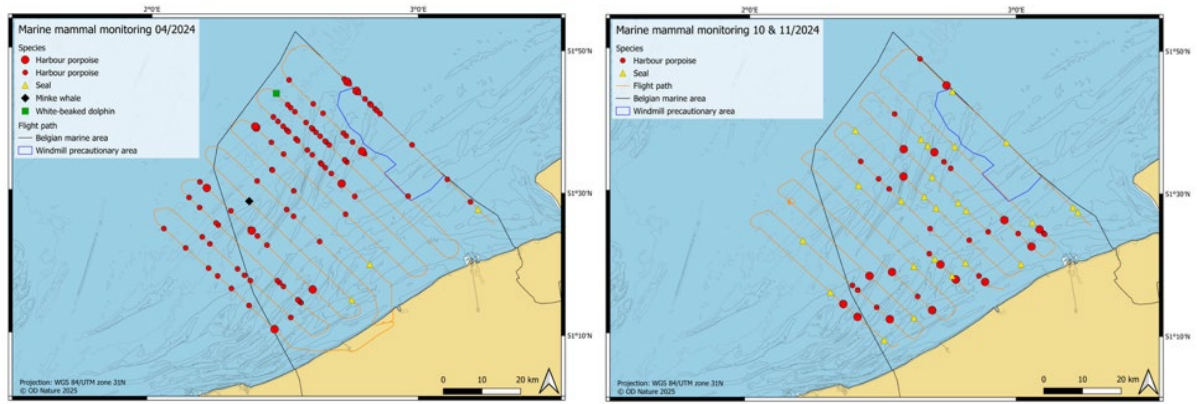 2°0'E
3°0'E
Marine mammal monitoring 04/2024
Species
Harbour porpoise
Harbour porpoise
Seal
Minke whale
White-beaked dolphin
Flight path
Belgian marine area
Windmill precautionary area
51°50'N
51°30'N
51°10'N
Projection: WGS 84/UTM zone 31N
© OD Nature 2025
0 10 20 km
2°0'E
3°0'E
Marine mammal monitoring 10 & 11/2024
Species
Harbour porpoise
Seal
Flight path
Belgian marine area
Windmill precautionary area
51°50'N
51°30'N
51°10'N
Projection: WGS 84/UTM zone 31N
© OD Nature 2025
0 10 20 km